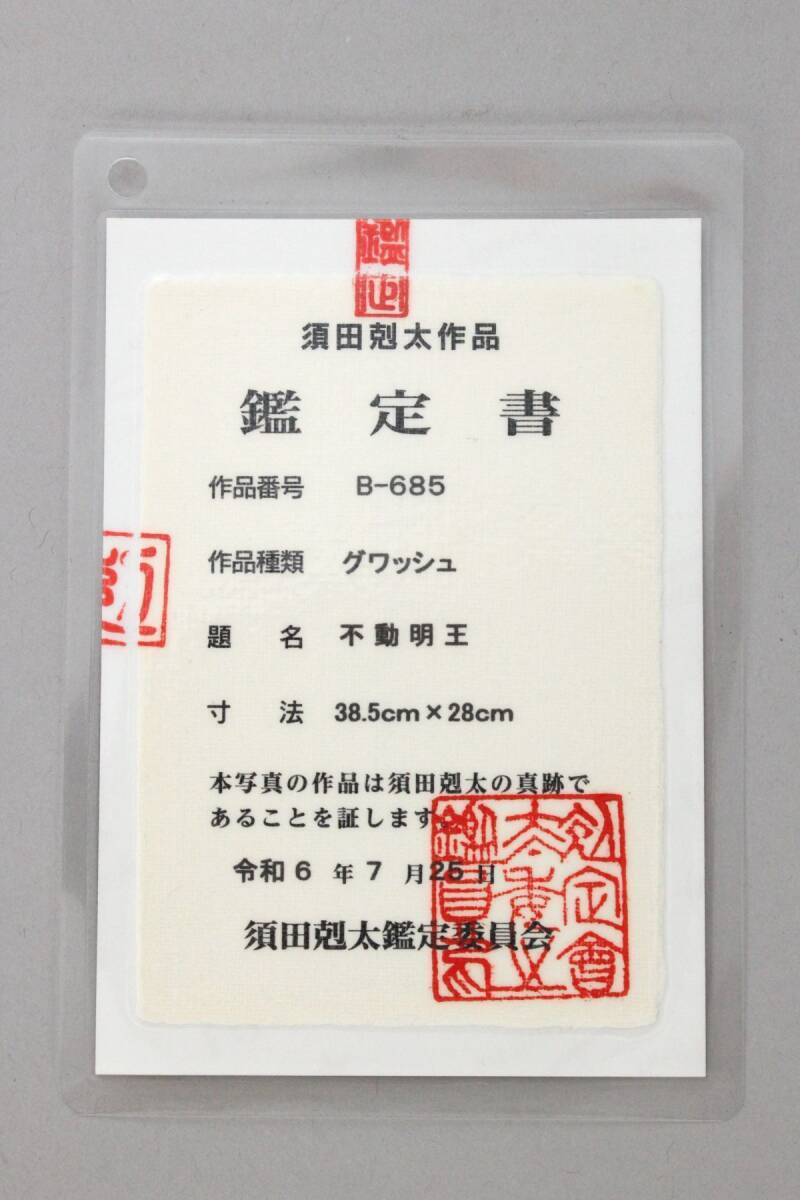 鑑定
須田剋太作品
鑑定書
作品番号 B-685
作品種類 グワッシュ
題名 不動明王
寸法 38.5cm×28cm
本写真の作品は須田剋太の真跡で
あることを証します。
令和6年7月25日
須田剋太鑑定委員会